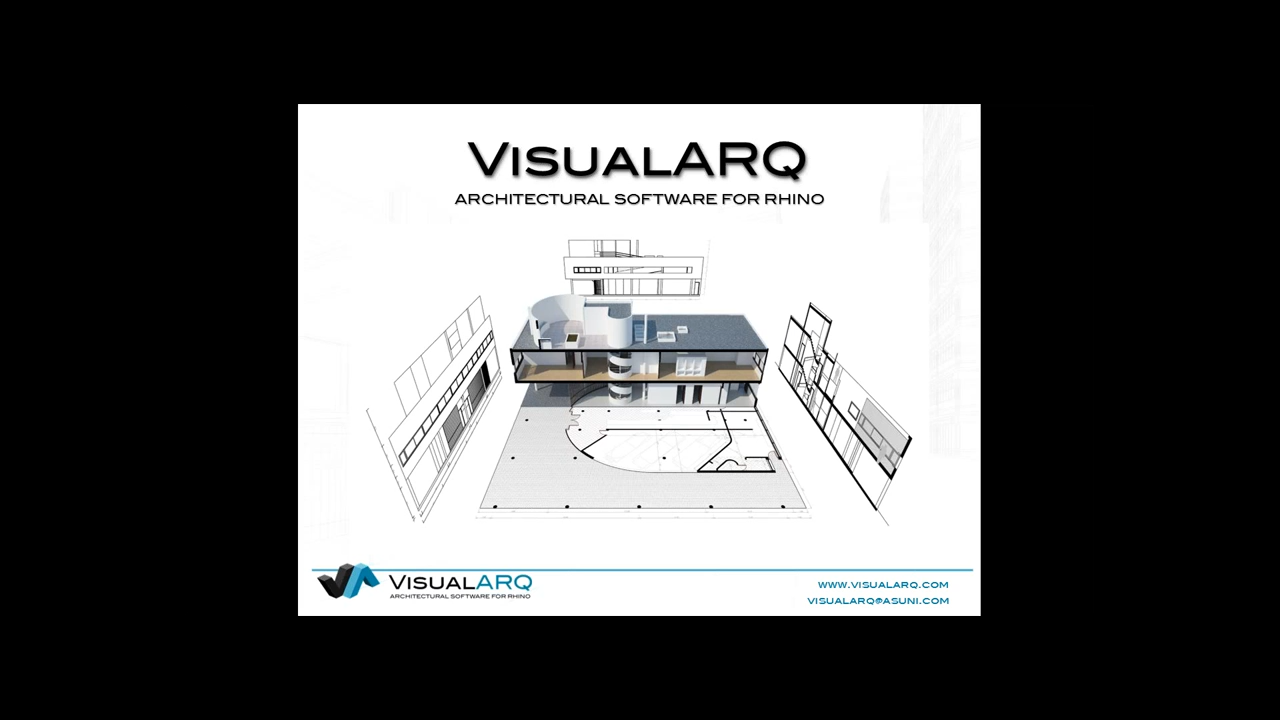 VISUALARQ
ARCHITECTURAL SOFTWARE FOR RHINO
VISUALARQ
ARCHITECTURAL SOFTWARE FOR RHINO
WWW.VISUALARQ.COM
VISUALARQ@ASUNI.COM